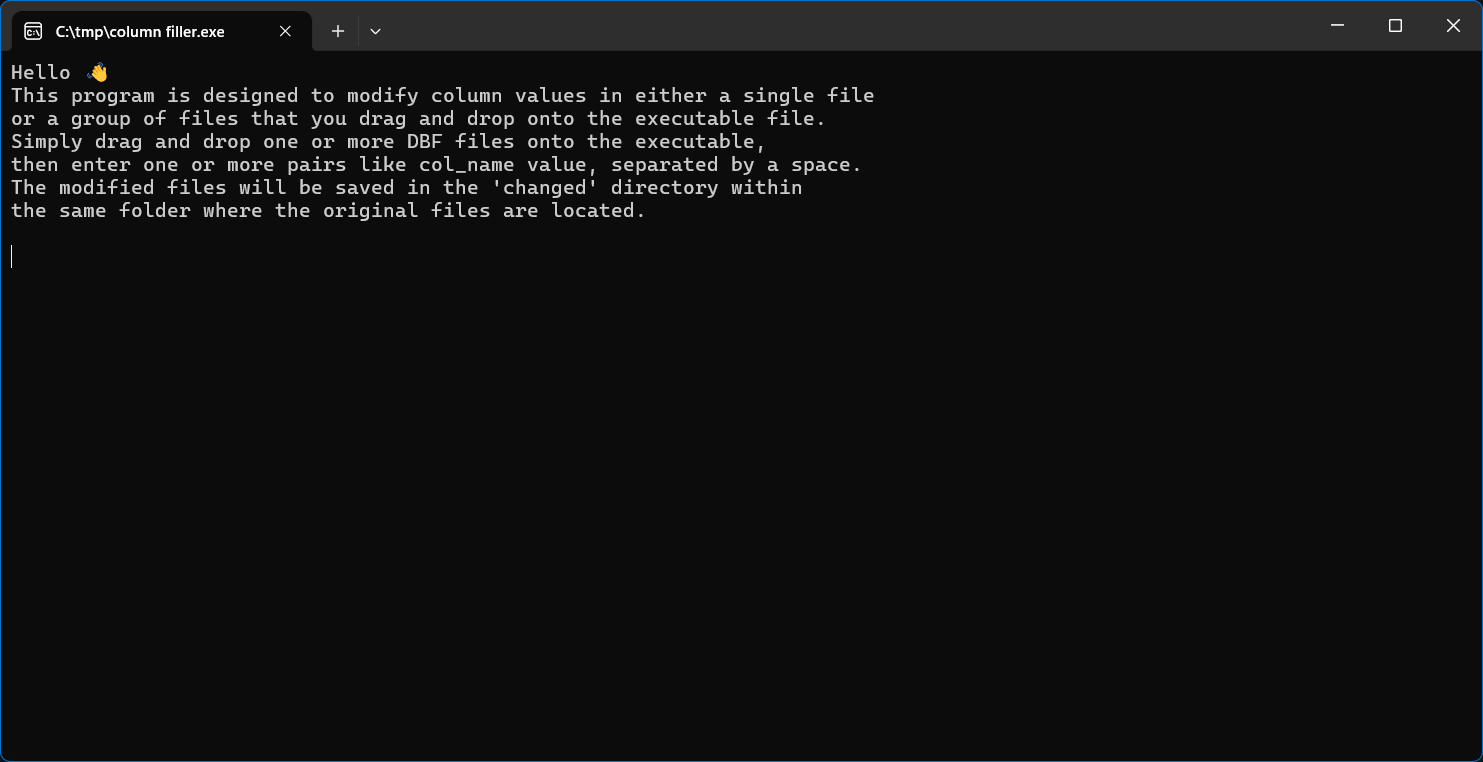 C:\tmp\column filler.exe
Hello 👋
This program is designed to modify column values in either a single file
or a group of files that you drag and drop onto the executable file.
Simply drag and drop one or more DBF files onto the executable,
then enter one or more pairs like col_name value, separated by a space.
The modified files will be saved in the 'changed' directory within
the same folder where the original files are located.